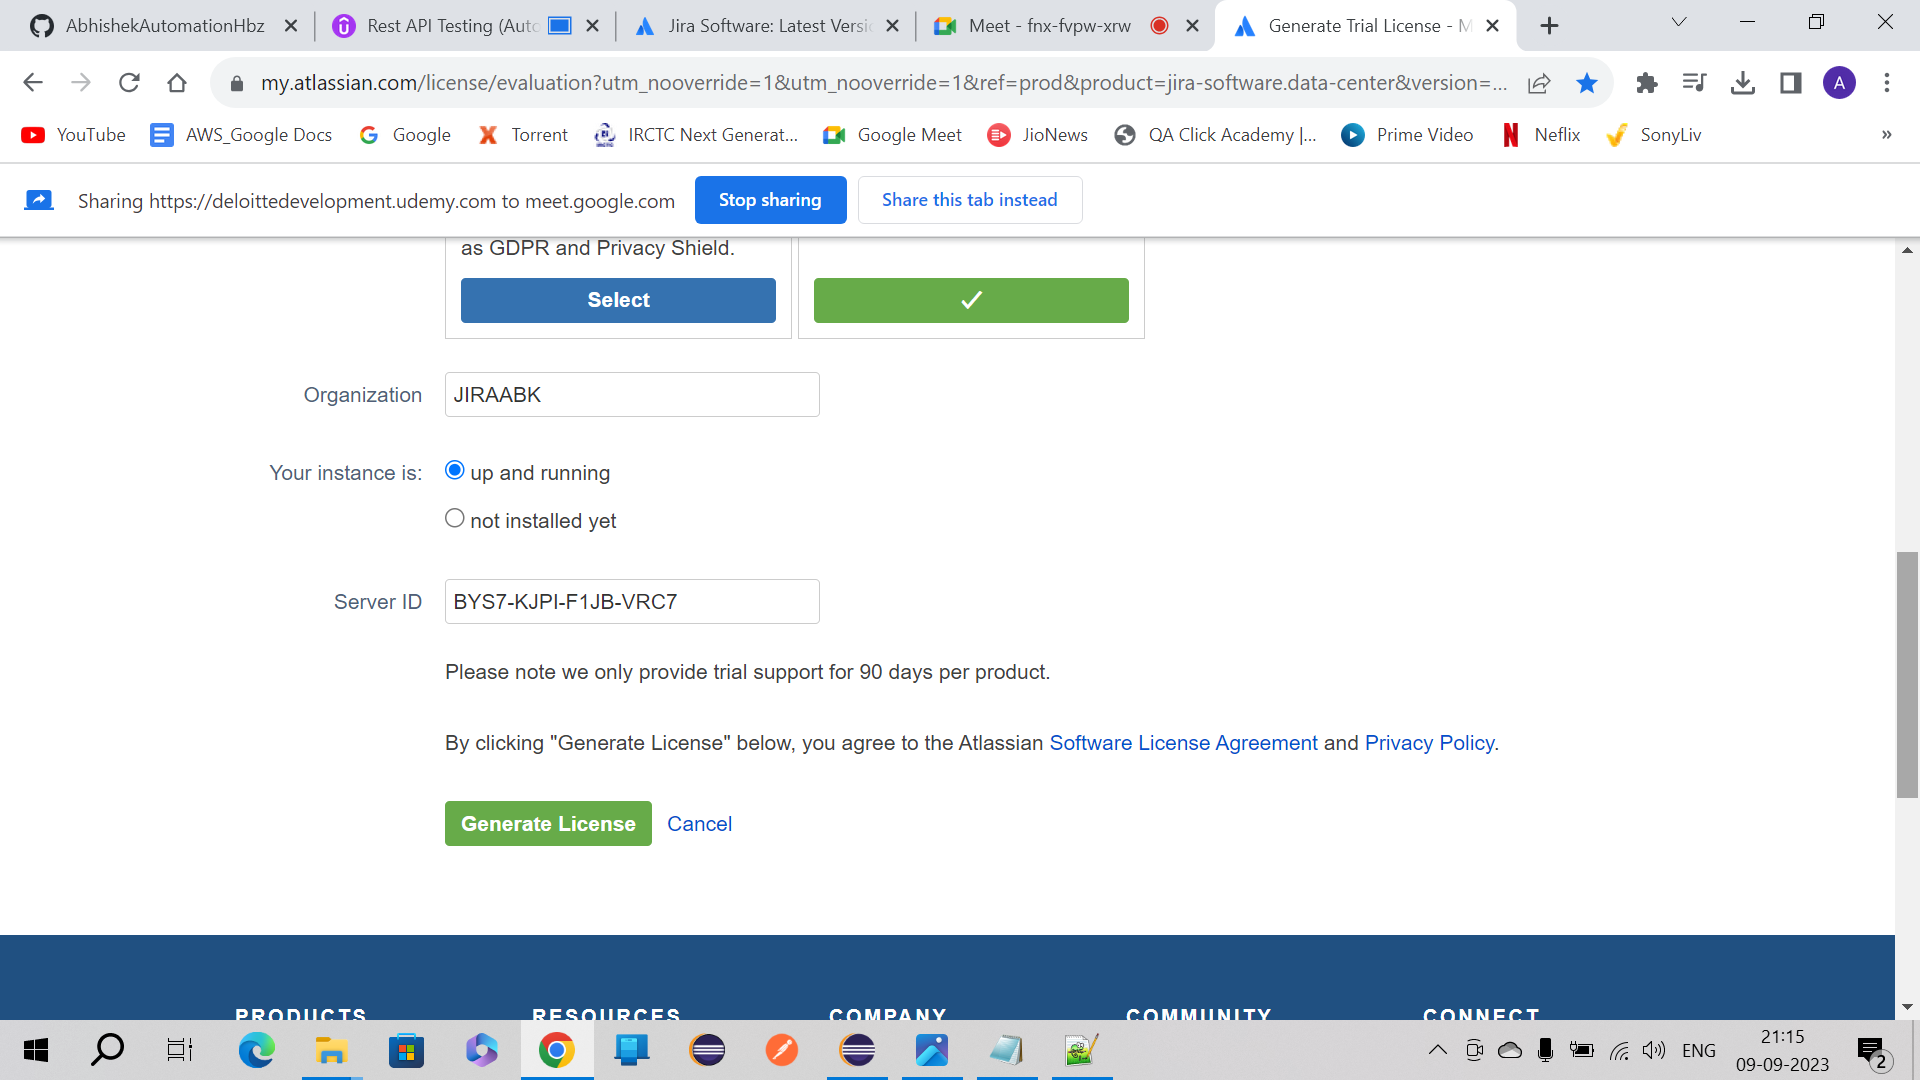 AbhishekAutomationHbz
Rest API Testing (Auto
Jira Software: Latest Versic
Meet - fnx-fvpw-xrw
Generate Trial License - M
my.atlassian.com/license/evaluation?utm_nooverride=1&utm_nooverride=1&ref=prod&product=jira-software.data-center&version=...
A
YouTube
AWS_Google Docs
Google
Torrent
IRCTC Next Generat...
Google Meet
JioNews
QA Click Academy |...
Prime Video
Neflix
SonyLiv
»
Sharing https://deloittedevelopment.udemy.com to meet.google.com
Stop sharing
Share this tab instead
as GDPR and Privacy Shield.
Select
Organization
JIRAABK
Your instance is:
up and running
not installed yet
Server ID
BYS7-KJPI-F1JB-VRC7
Please note we only provide trial support for 90 days per product.
By clicking "Generate License" below, you agree to the Atlassian Software License Agreement and Privacy Policy.
Generate License
Cancel
PRODUCTS
RESOURCES
COMPANY
COMMUNITY
CONNECT
ENG
21:15
09-09-2023
2